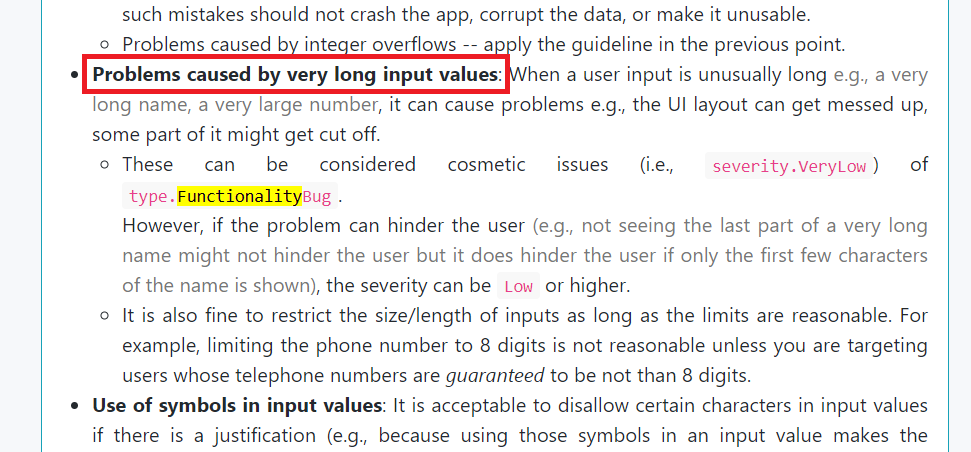 such mistakes should not crash the app, corrupt the data, or make it unusable.
Problems caused by integer overflows -- apply the guideline in the previous point.
Problems caused by very long input values: When a user input is unusually long e.g., a very
long name, a very large number, it can cause problems e.g., the UI layout can get messed up,
some part of it might get cut off.
These can be considered cosmetic issues (i.e., severity.VeryLow) of
type.FunctionalityBug.
However, if the problem can hinder the user (e.g., not seeing the last part of a very long
name might not hinder the user but it does hinder the user if only the first few characters
of the name is shown), the severity can be Low or higher.
It is also fine to restrict the size/length of inputs as long as the limits are reasonable. For
example, limiting the phone number to 8 digits is not reasonable unless you are targeting
users whose telephone numbers are guaranteed to be not than 8 digits.
Use of symbols in input values: It is acceptable to disallow certain characters in input values
if there is a justification (e.g., because using those symbols in an input value makes the